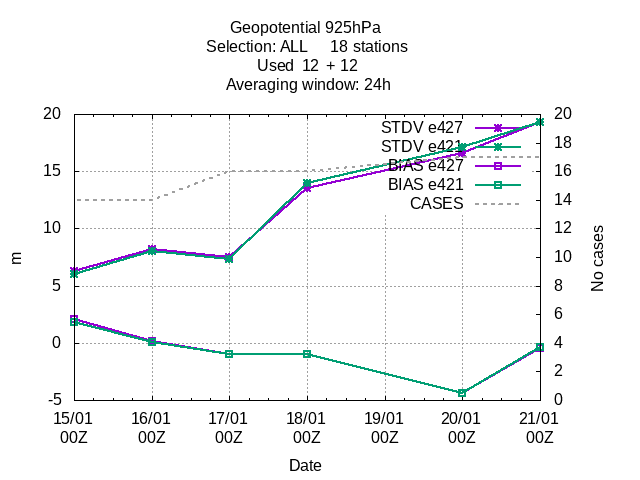 Geopotential 925hPa
Selection: ALL 18 stations
Used 12 + 12
Averaging window: 24h
20
15
10
5
0
-5
m
20
18
16
14
12
10
8
6
4
2
0
No cases
STDV e427
STDV e421
BIAS e427
BIAS e421
CASES
15/01 16/01 17/01 18/01 19/01 20/01 21/01
00Z 00Z 00Z 00Z 00Z 00Z 00Z
Date